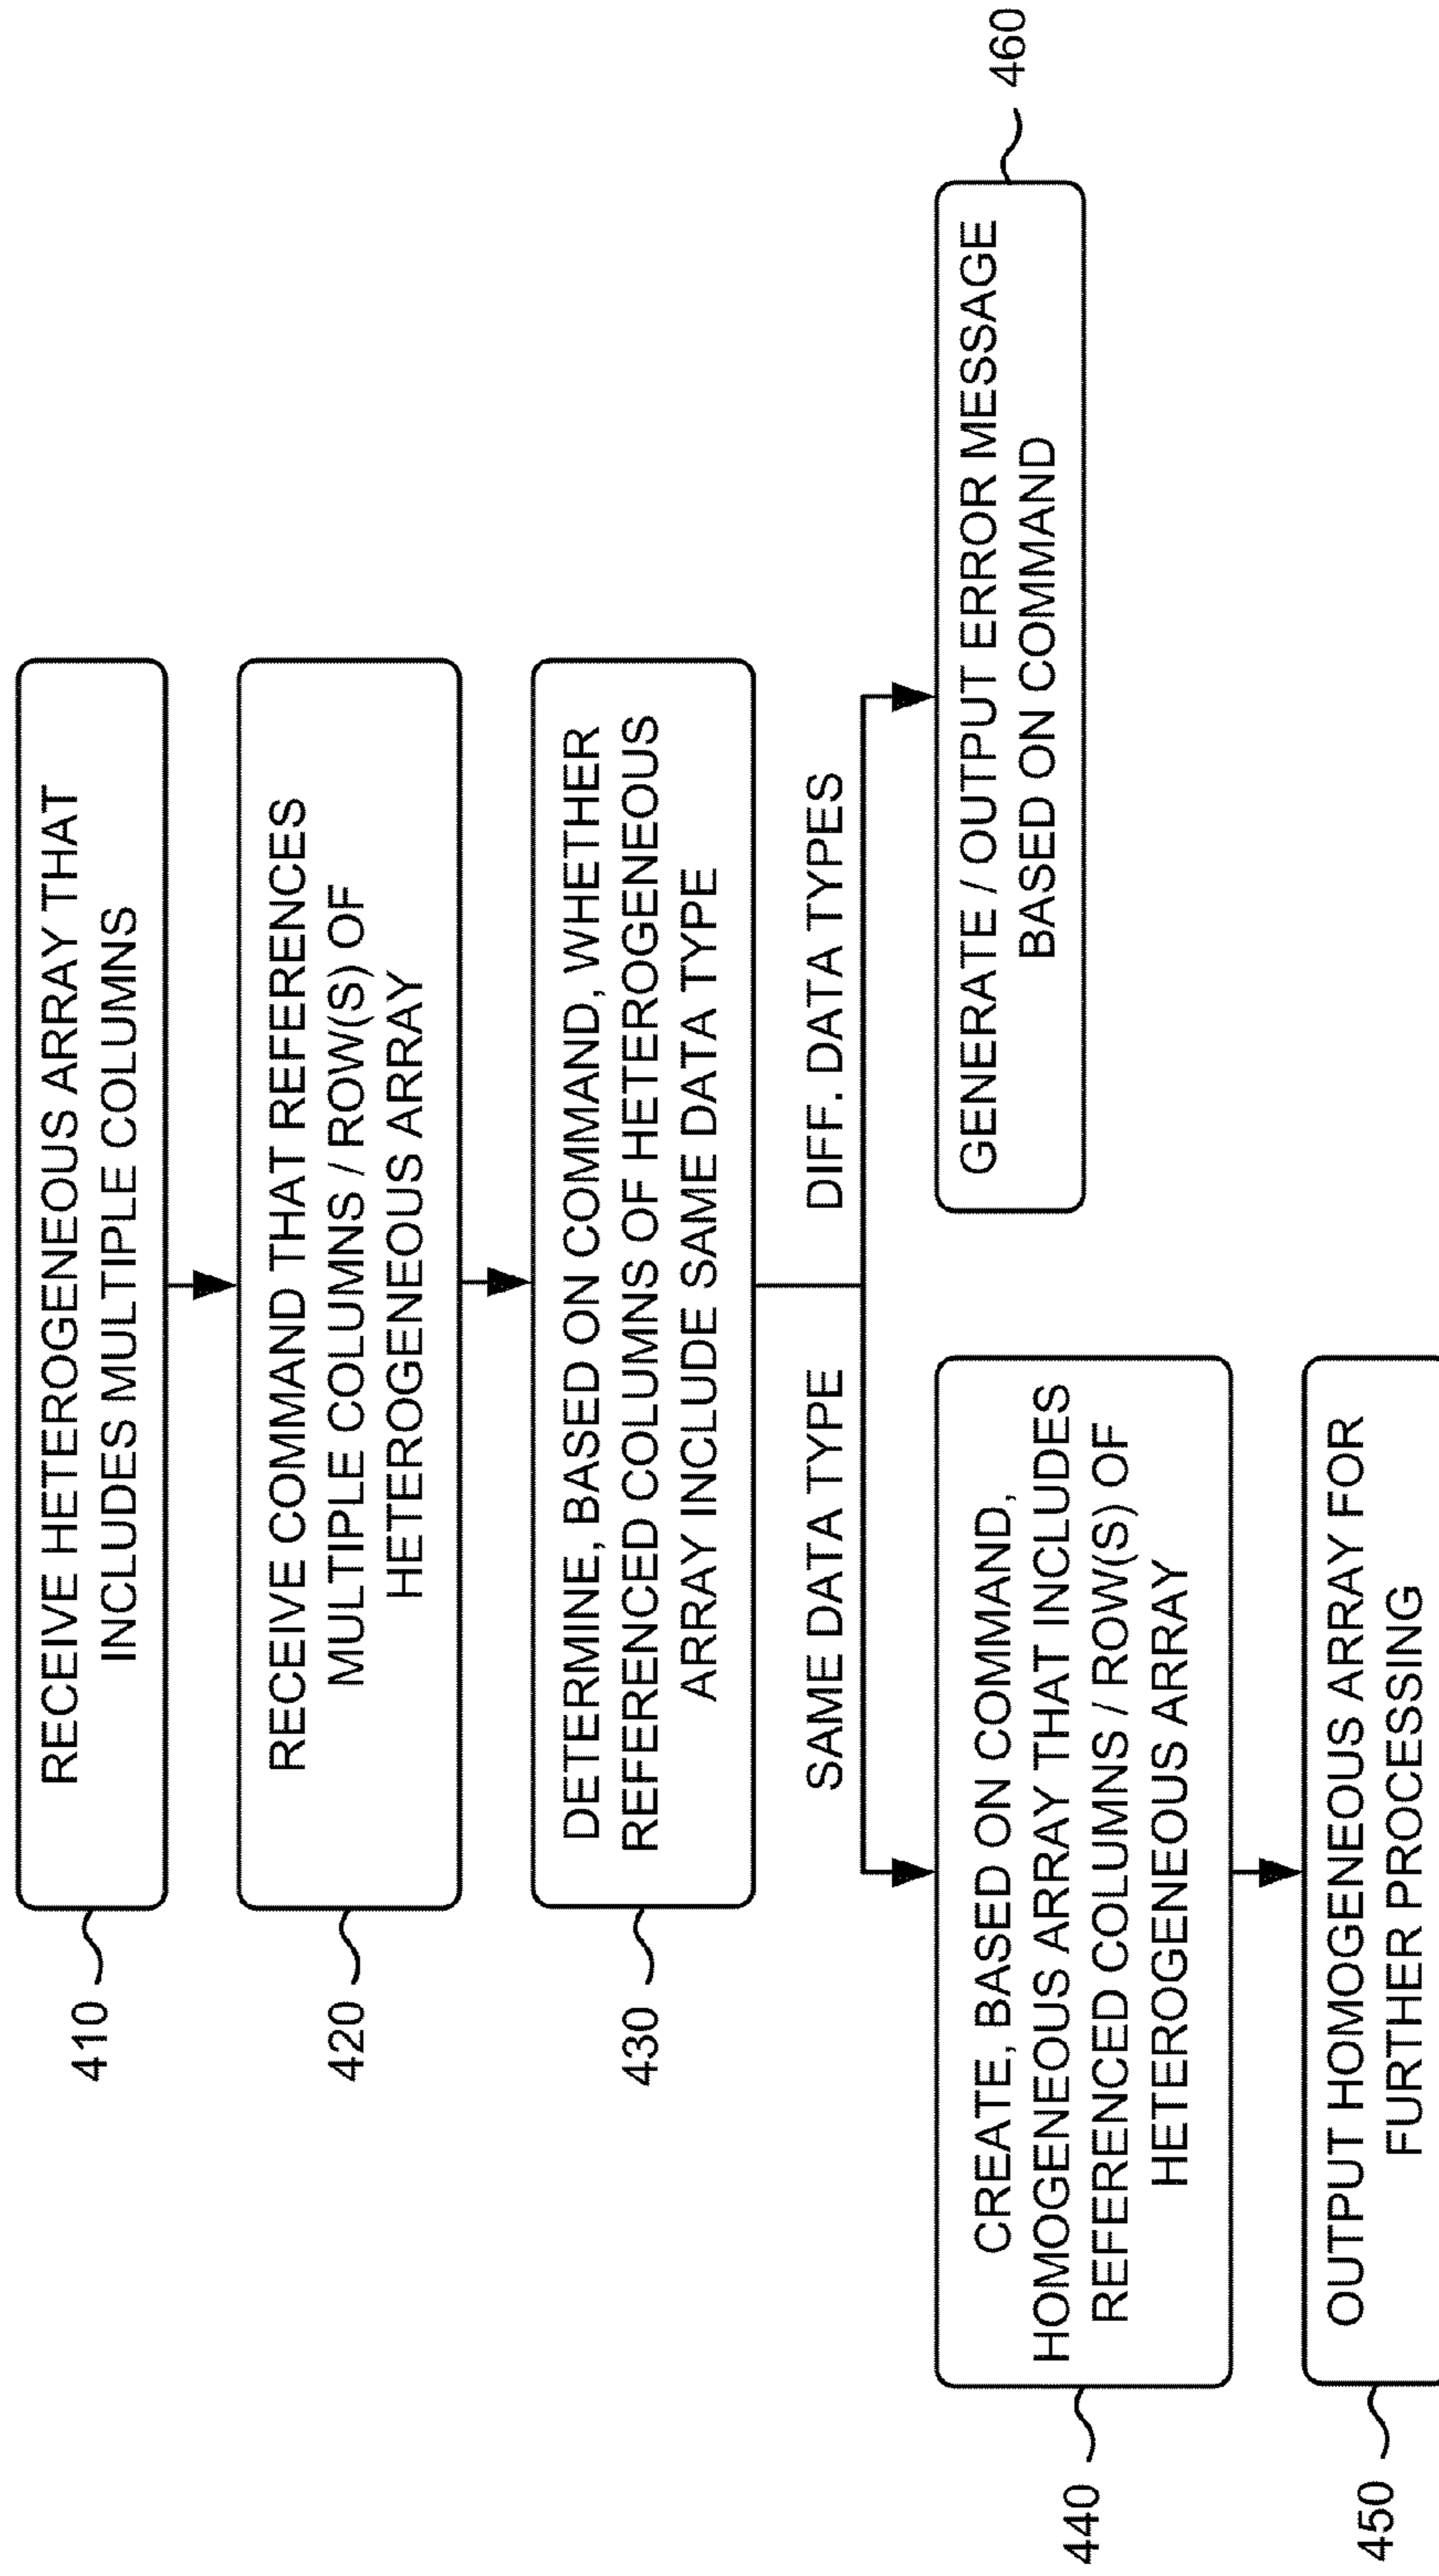 410
RECEIVE HETEROGENEOUS ARRAY THAT
INCLUDES MULTIPLE COLUMNS
420
RECEIVE COMMAND THAT REFERENCES
MULTIPLE COLUMNS / ROW(S) OF
HETEROGENEOUS ARRAY
430
DETERMINE, BASED ON COMMAND, WHETHER
REFERENCED COLUMNS OF HETEROGENEOUS
ARRAY INCLUDE SAME DATA TYPE
SAME DATA TYPE
DIFF. DATA TYPES
440
CREATE, BASED ON COMMAND,
HOMOGENEOUS ARRAY THAT INCLUDES
REFERENCED COLUMNS / ROW(S) OF
HETEROGENEOUS ARRAY
GENERATE / OUTPUT ERROR MESSAGE
BASED ON COMMAND
460
450
OUTPUT HOMOGENEOUS ARRAY FOR
FURTHER PROCESSING